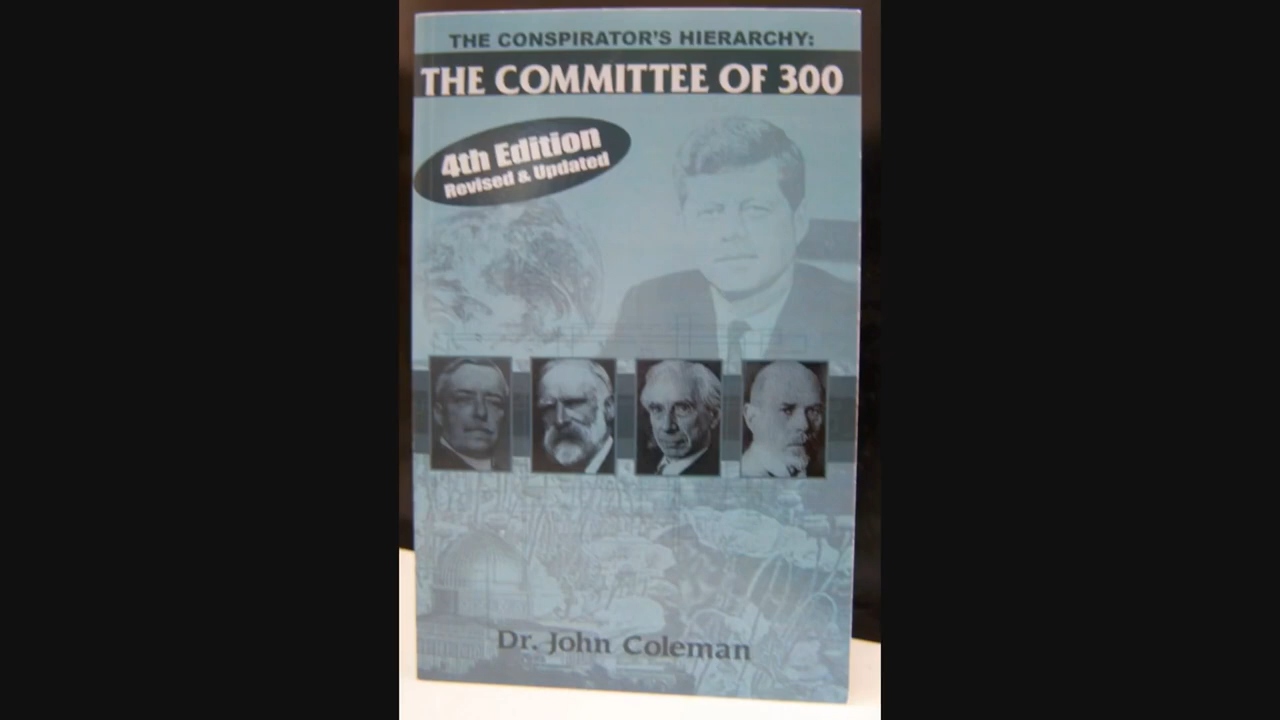 THE CONSPIRATOR'S HIERARCHY:
THE COMMITTEE OF 300
4th Edition
Revised & Updated
Dr. John Coleman